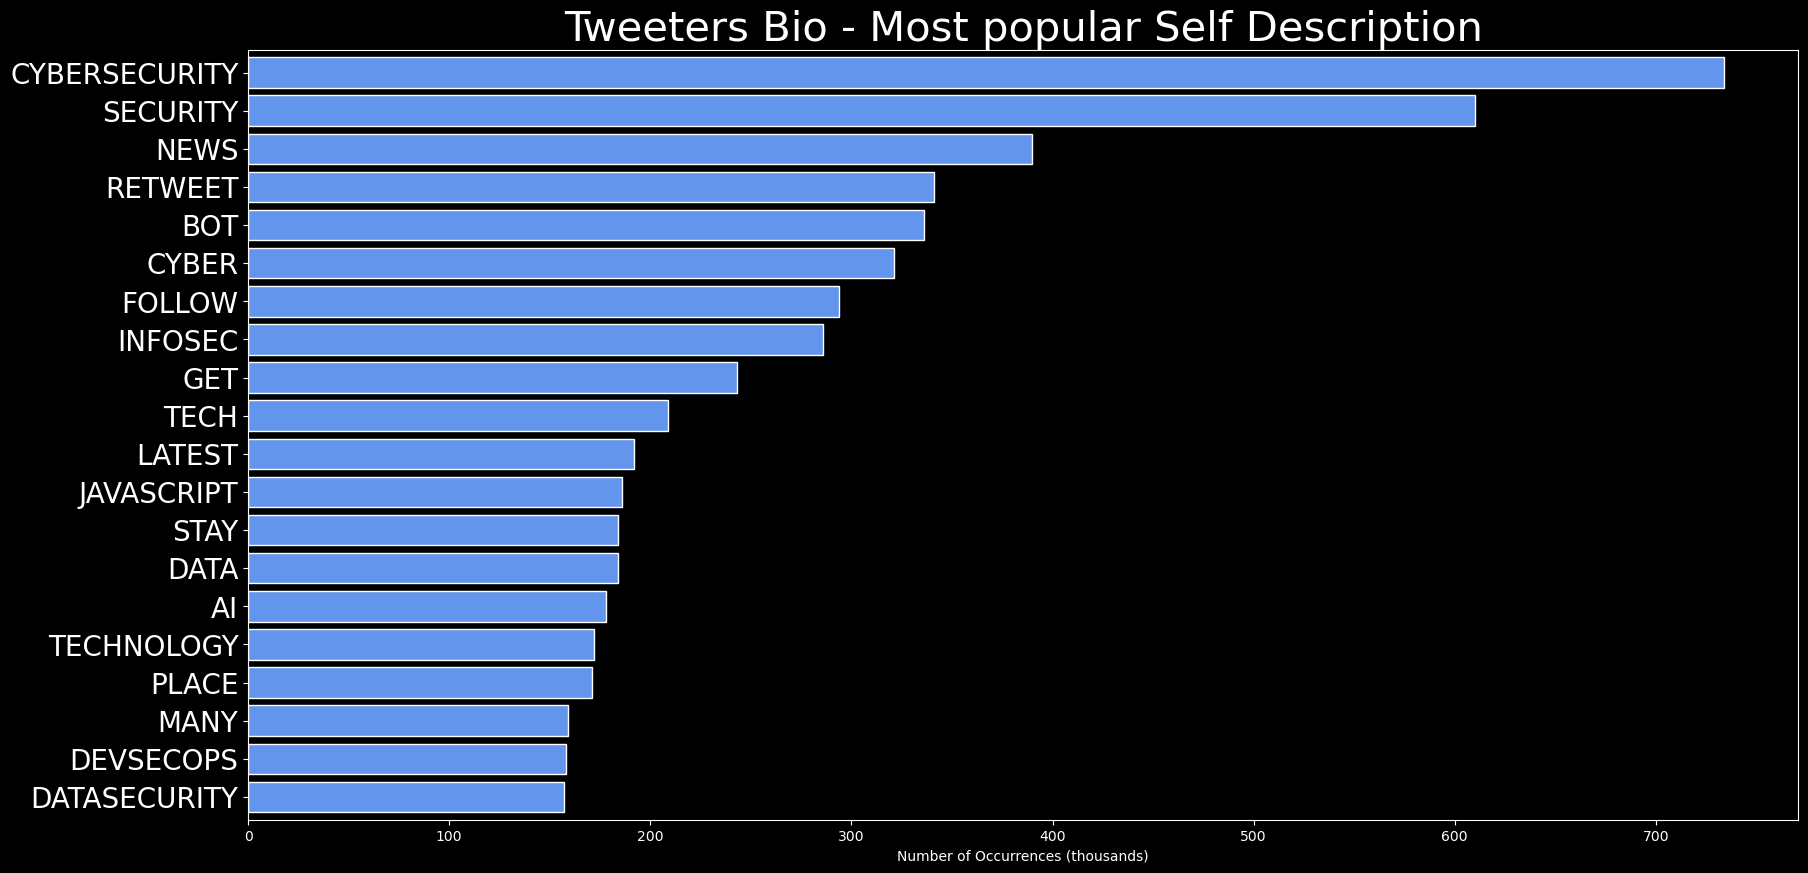 Tweeters Bio - Most popular Self Description
CYBERSECURITY
SECURITY
NEWS
RETWEET
BOT
CYBER
FOLLOW
INFOSEC
GET
TECH
LATEST
JAVASCRIPT
STAY
DATA
AI
TECHNOLOGY
PLACE
MANY
DEVSECOPS
DATASECURITY
0 100 200 300 400 500 600 700
Number of Occurrences (thousands)